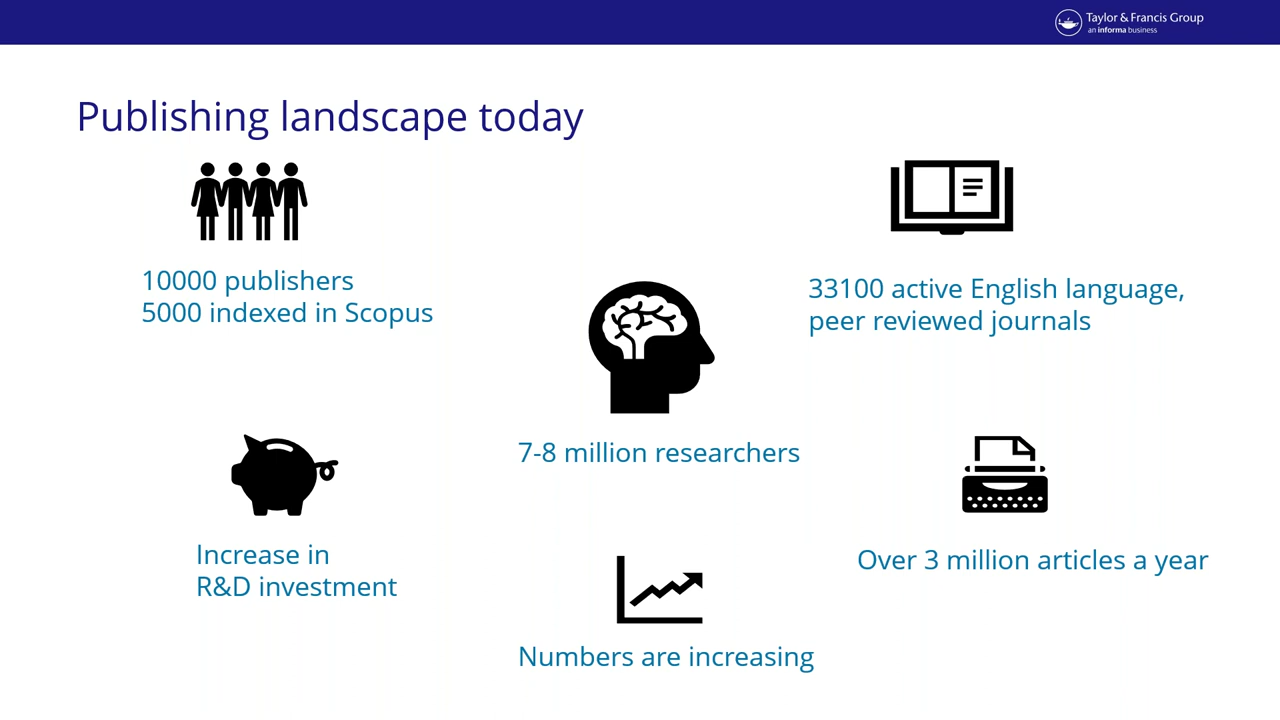 Taylor & Francis Group
an informa business
Publishing landscape today
10000 publishers
5000 indexed in Scopus
33100 active English language,
peer reviewed journals
7-8 million researchers
Increase in
R&D investment
Over 3 million articles a year
Numbers are increasing